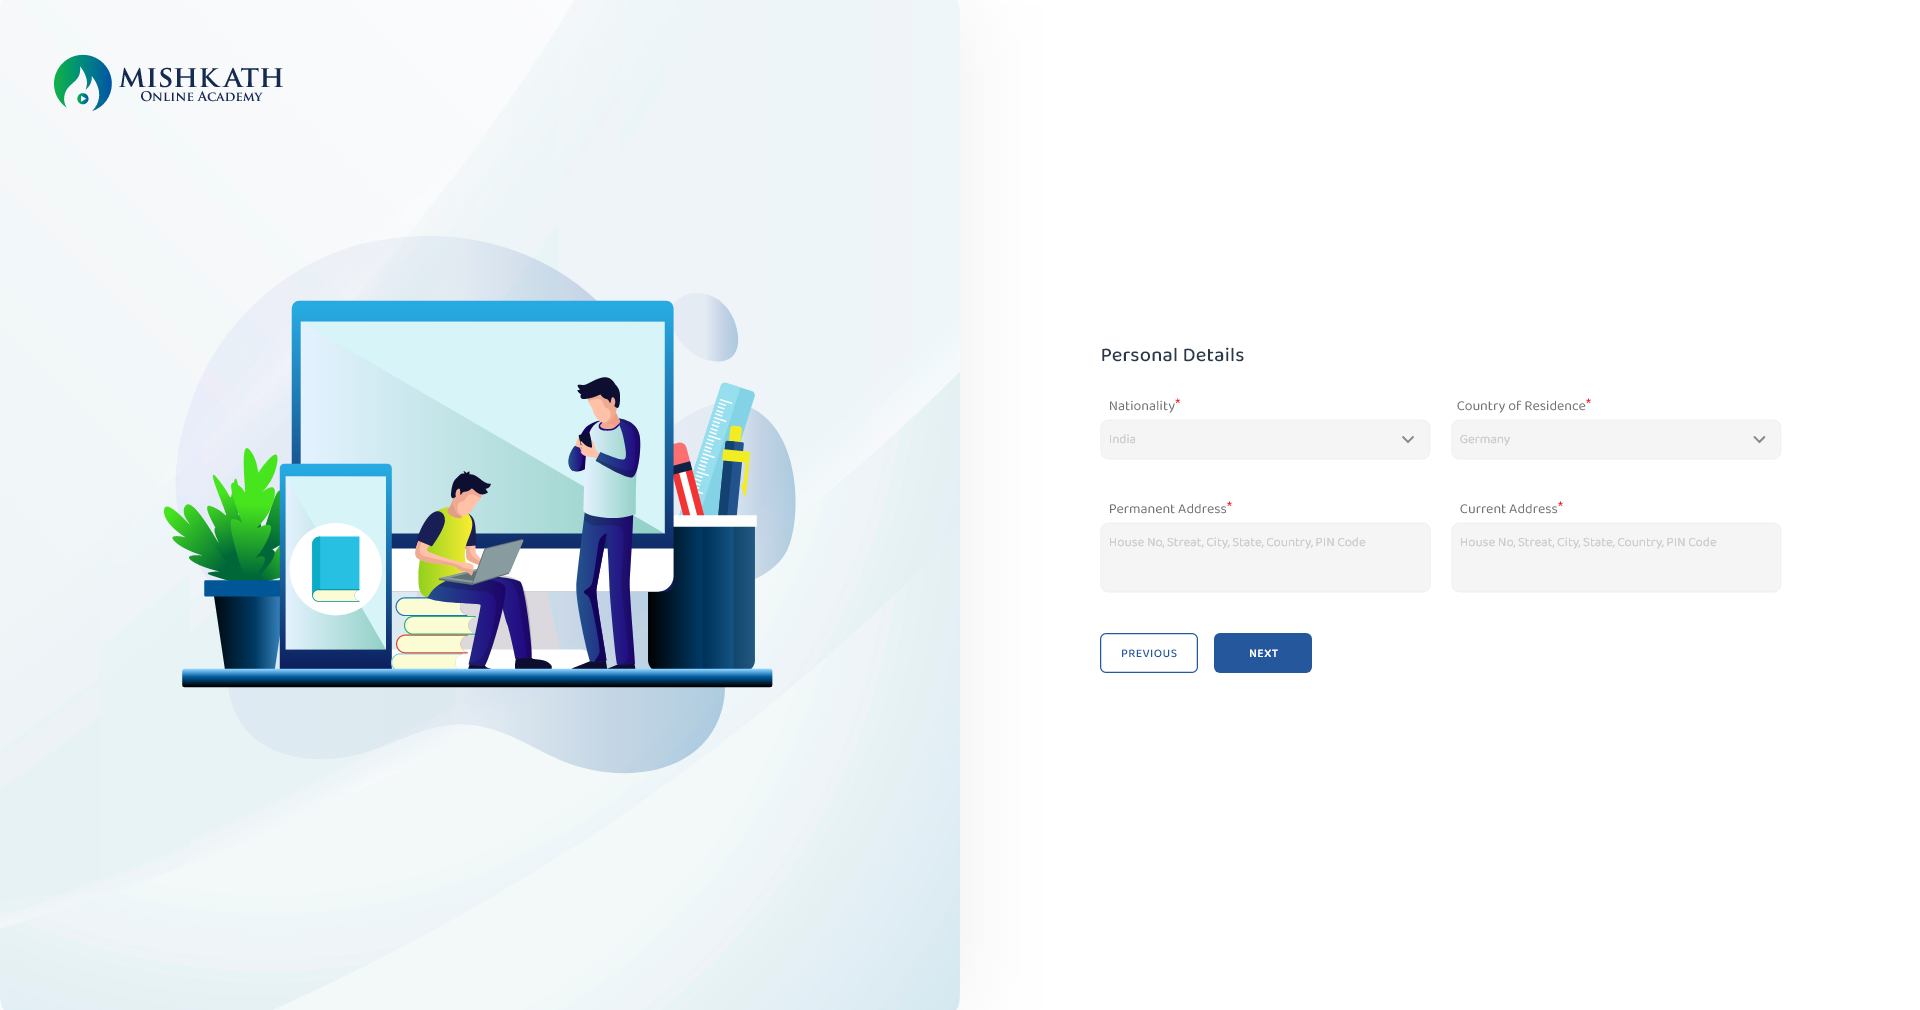 MISHKATH
ONLINE ACADEMY
Personal Details
Nationality*
Country of Residence*
India
Germany
Permanent Address*
Current Address*
House No, Streat, City, State, Country, PIN Code
House No, Streat, City, State, Country, PIN Code
PREVIOUS
NEXT